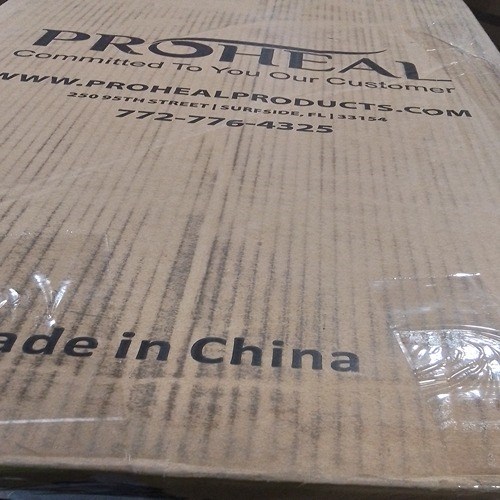 PROHEAL
Committed To You Our Customer
WWW.PROHEALPRODUCTS.COM
250 95TH STREET | SURFSIDE, FL | 33154
772-776-4325
ade in China